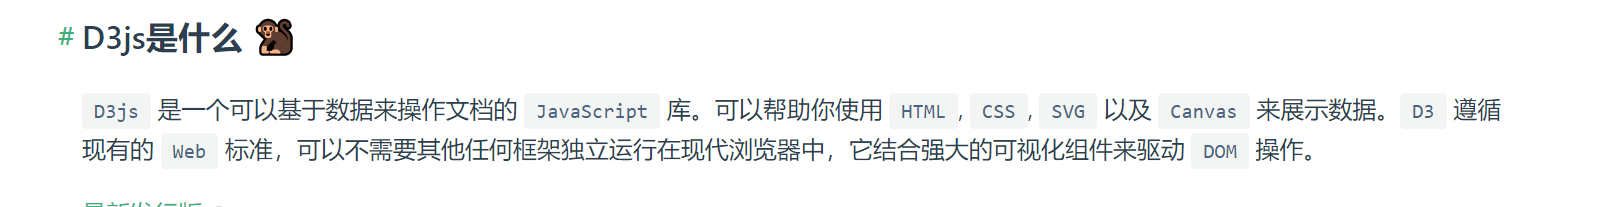 # D3js是什么 🐒
D3js 是一个可以基于数据来操作文档的 JavaScript 库。可以帮助你使用 HTML, CSS, SVG 以及 Canvas 来展示数据。 D3 遵循
现有的 Web 标准，可以不需要其他任何框架独立运行在现代浏览器中，它结合强大的可视化组件来驱动 DOM 操作。